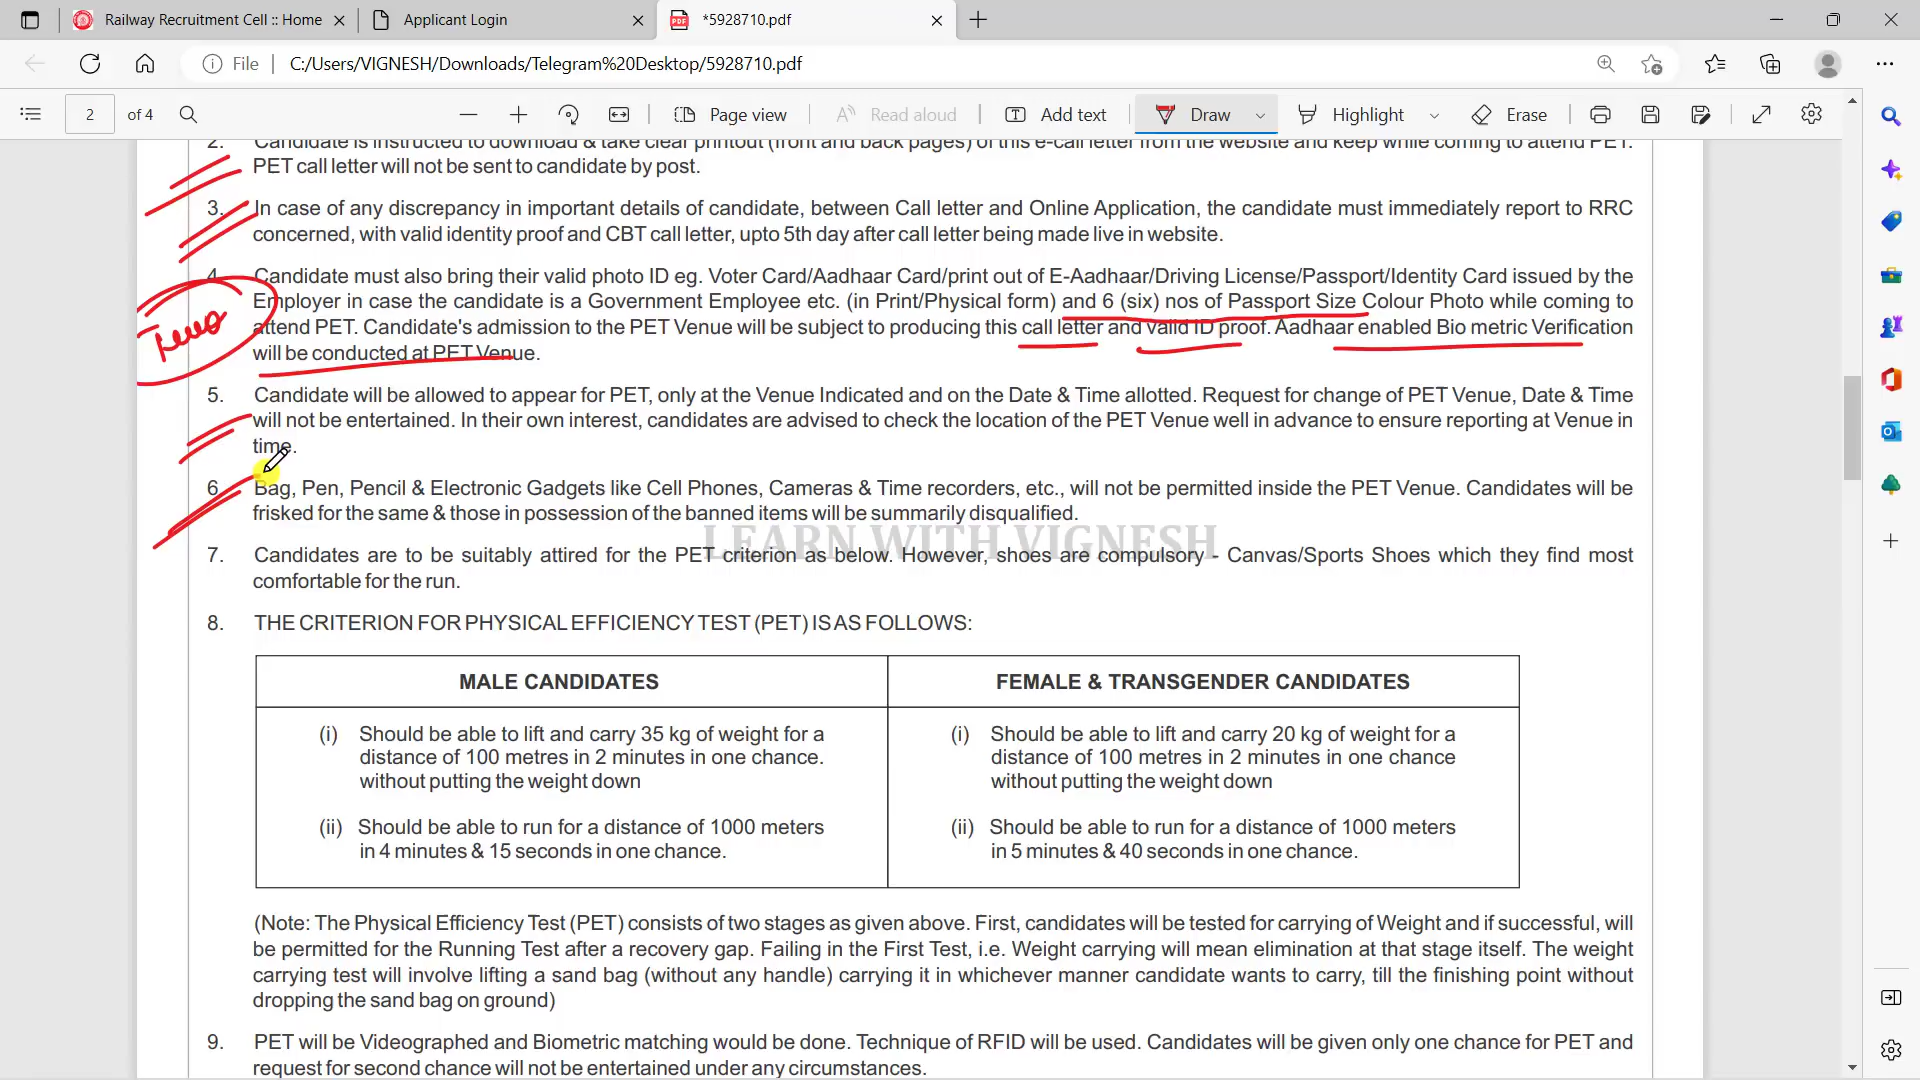 Railway Recruitment Cell :: Home
Applicant Login
*5928710.pdf
File
C:/Users/VIGNESH/Downloads/Telegram%20Desktop/5928710.pdf
2 of 4
Page view
Read aloud
Add text
Draw
Highlight
Erase
2. Candidate is instructed to download & take clear printout (front and back pages) of this e-call letter from the website and keep while coming to attend PET.
PET call letter will not be sent to candidate by post.
3. In case of any discrepancy in important details of candidate, between Call letter and Online Application, the candidate must immediately report to RRC
concerned, with valid identity proof and CBT call letter, upto 5th day after call letter being made live in website.
4. Candidate must also bring their valid photo ID eg. Voter Card/Aadhaar Card/print out of E-Aadhaar/Driving License/Passport/Identity Card issued by the
Employer in case the candidate is a Government Employee etc. (in Print/Physical form) and 6 (six) nos of Passport Size Colour Photo while coming to
attend PET. Candidate's admission to the PET Venue will be subject to producing this call letter and valid ID proof. Aadhaar enabled Bio metric Verification
will be conducted at PET Venue.
5. Candidate will be allowed to appear for PET, only at the Venue Indicated and on the Date & Time allotted. Request for change of PET Venue, Date & Time
will not be entertained. In their own interest, candidates are advised to check the location of the PET Venue well in advance to ensure reporting at Venue in
time.
6. Bag, Pen, Pencil & Electronic Gadgets like Cell Phones, Cameras & Time recorders, etc., will not be permitted inside the PET Venue. Candidates will be
frisked for the same & those in possession of the banned items will be summarily disqualified.
LEARN WITH VIGNESH
7. Candidates are to be suitably attired for the PET criterion as below. However, shoes are compulsory - Canvas/Sports Shoes which they find most
comfortable for the run.
8. THE CRITERION FOR PHYSICAL EFFICIENCY TEST (PET) IS AS FOLLOWS:
MALE CANDIDATES
(i) Should be able to lift and carry 35 kg of weight for a
distance of 100 metres in 2 minutes in one chance.
without putting the weight down
(ii) Should be able to run for a distance of 1000 meters
in 4 minutes & 15 seconds in one chance.
FEMALE & TRANSGENDER CANDIDATES
(i) Should be able to lift and carry 20 kg of weight for a
distance of 100 metres in 2 minutes in one chance
without putting the weight down
(ii) Should be able to run for a distance of 1000 meters
in 5 minutes & 40 seconds in one chance.
(Note: The Physical Efficiency Test (PET) consists of two stages as given above. First, candidates will be tested for carrying of Weight and if successful, will
be permitted for the Running Test after a recovery gap. Failing in the First Test, i.e. Weight carrying will mean elimination at that stage itself. The weight
carrying test will involve lifting a sand bag (without any handle) carrying it in whichever manner candidate wants to carry, till the finishing point without
dropping the sand bag on ground)
9. PET will be Videographed and Biometric matching would be done. Technique of RFID will be used. Candidates will be given only one chance for PET and
request for second chance will not be entertained under any circumstances.